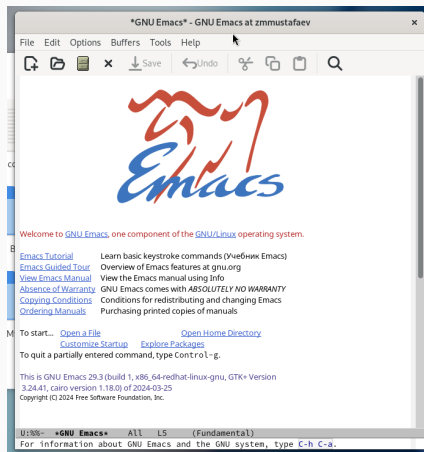 *GNU Emacs* - GNU Emacs at zmmustafaev
File Edit Options Buffers Tools Help
Save Undo
Emacs
Welcome to GNU Emacs, one component of the GNU/Linux operating system.
Emacs Tutorial Learn basic keystroke commands (Учебник Emacs)
Emacs Guided Tour Overview of Emacs features at gnu.org
View Emacs Manual View the Emacs manual using Info
Absence of Warranty GNU Emacs comes with ABSOLUTELY NO WARRANTY
Copying Conditions Conditions for redistributing and changing Emacs
Ordering Manuals Purchasing printed copies of manuals
To start... Open a File Open Home Directory
Customize Startup Explore Packages
To quit a partially entered command, type Control-g.
This is GNU Emacs 29.3 (build 1, x86_64-redhat-linux-gnu, GTK+ Version
3.24.41, cairo version 1.18.0) of 2024-03-25
Copyright (C) 2024 Free Software Foundation, Inc.
U:%%- *GNU Emacs* All L5 (Fundamental)
For information about GNU Emacs and the GNU system, type C-h C-a.